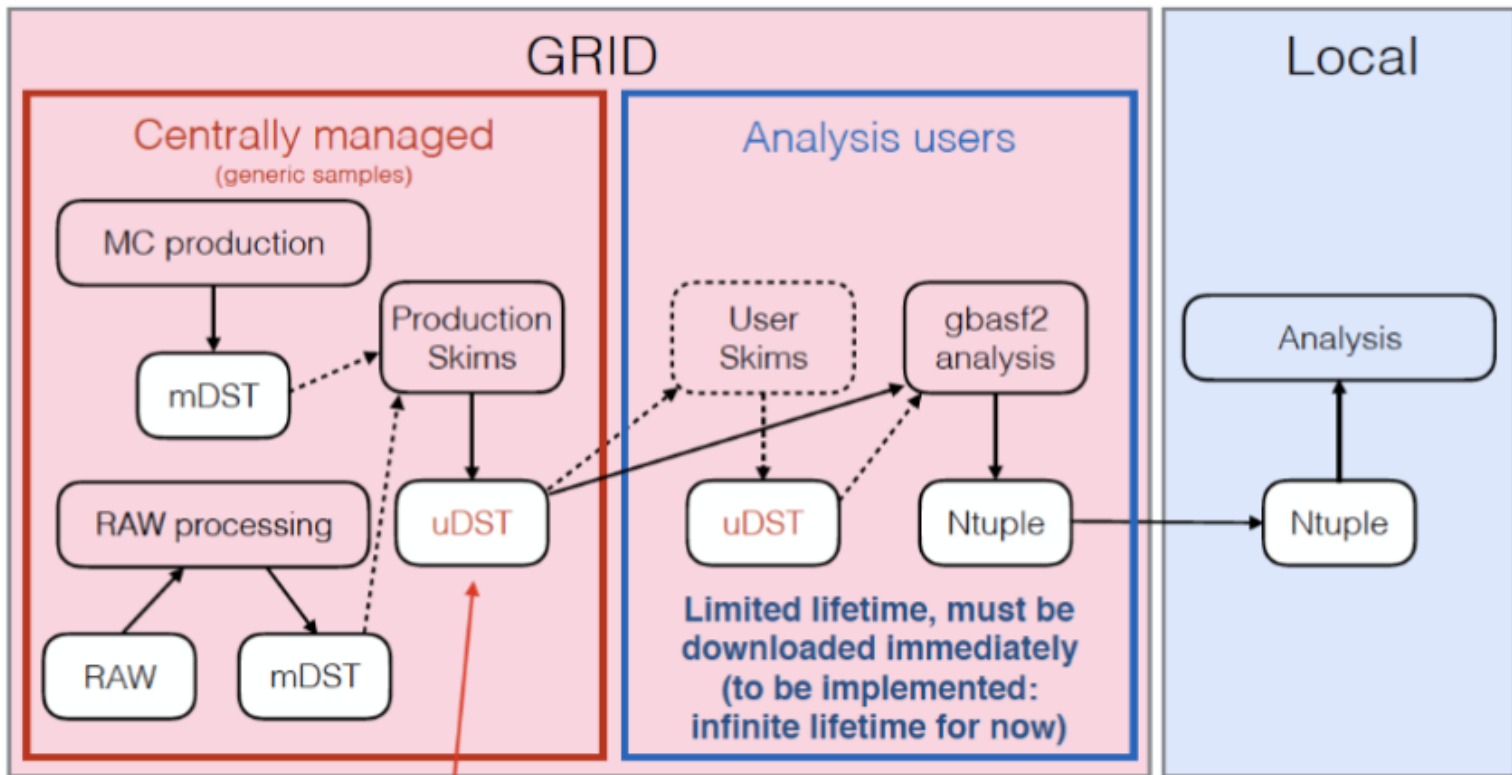 GRID
Local
Centrally managed
(generic samples)
Analysis users
MC production
Production
Skims
User
Skims
gbasf2
analysis
Analysis
mDST
RAW processing
uDST
uDST
Ntuple
Ntuple
RAW
mDST
Limited lifetime, must be
downloaded immediately
(to be implemented:
infinite lifetime for now)